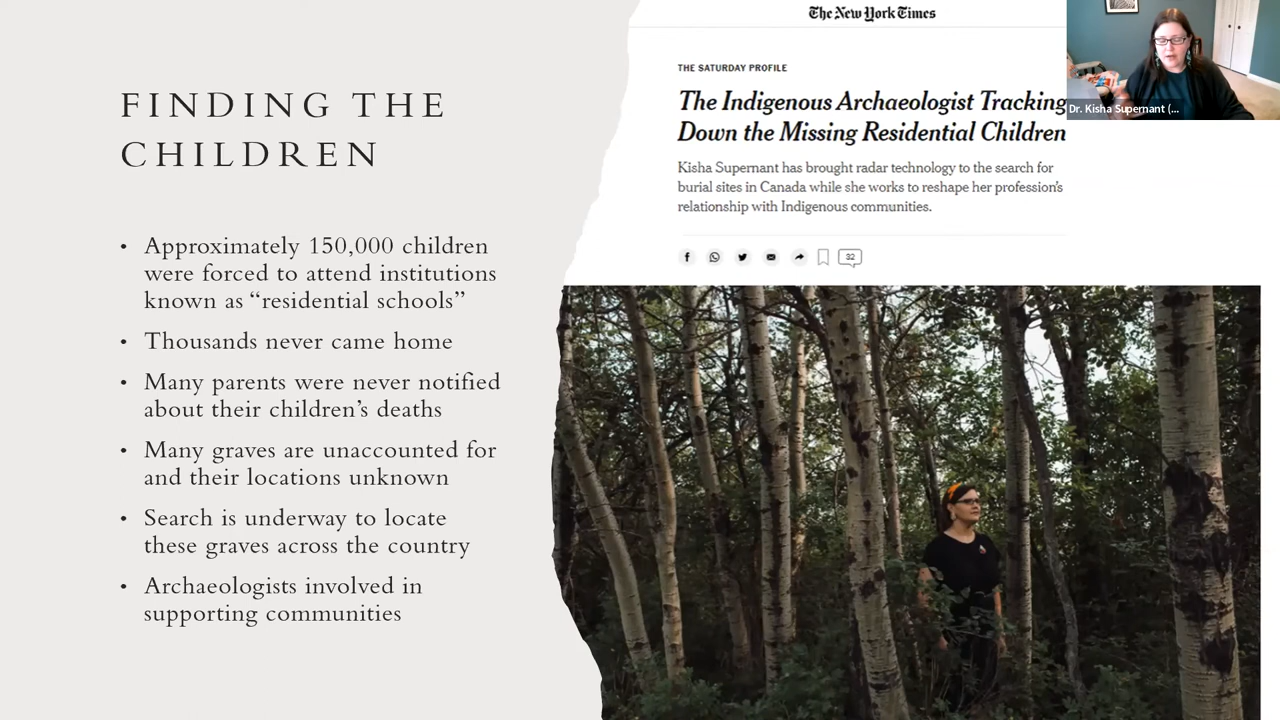 FINDING THE
CHILDREN
• Approximately 150,000 children
were forced to attend institutions
known as “residential schools”
• Thousands never came home
• Many parents were never notified
about their children’s deaths
• Many graves are unaccounted for
and their locations unknown
• Search is underway to locate
these graves across the country
• Archaeologists involved in
supporting communities
The New York Times
THE SATURDAY PROFILE
The Indigenous Archaeologist Tracking
Down the Missing Residential Children
Kisha Supernant has brought radar technology to the search for
burial sites in Canada while she works to reshape her profession’s
relationship with Indigenous communities.
32
Dr. Kisha Supernant (...